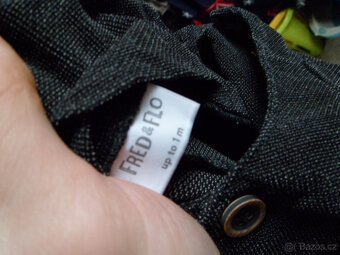 FRED & FLO
up to 1 m
© Bazos.cz